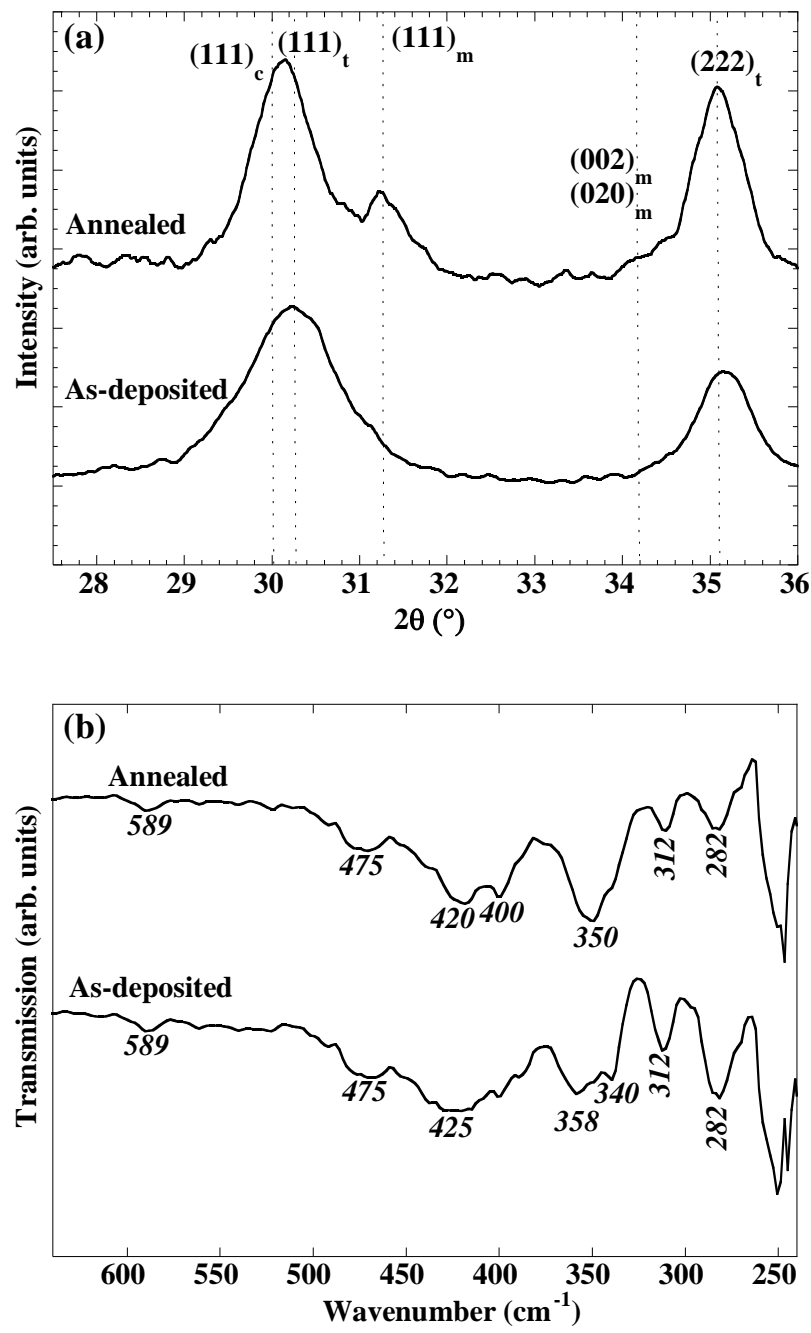 (a)
(111)c
(111)t
(111)m
(222)t
(002)m
(020)m
Annealed
As-deposited
Intensity (arb. units)
28 29 30 31 32 33 34 35 36
2θ (°)
(b)
Annealed
589
475
420
400
350
312
282
As-deposited
589
475
425
358
340
312
282
Transmission (arb. units)
600 550 500 450 400 350 300 250
Wavenumber (cm-1)